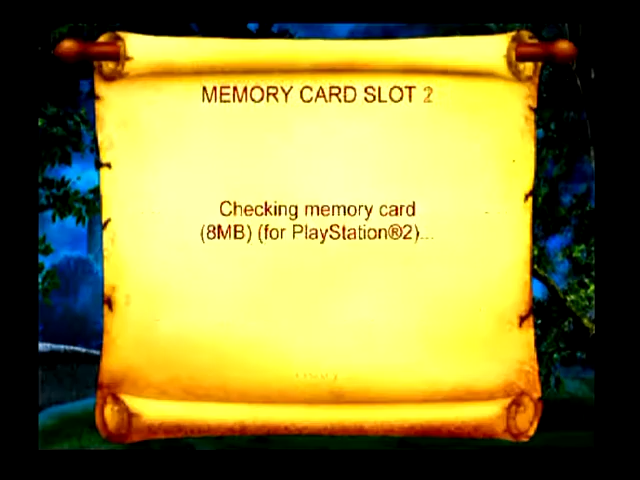 MEMORY CARD SLOT 2
Checking memory card
(8MB) (for PlayStation®2)...